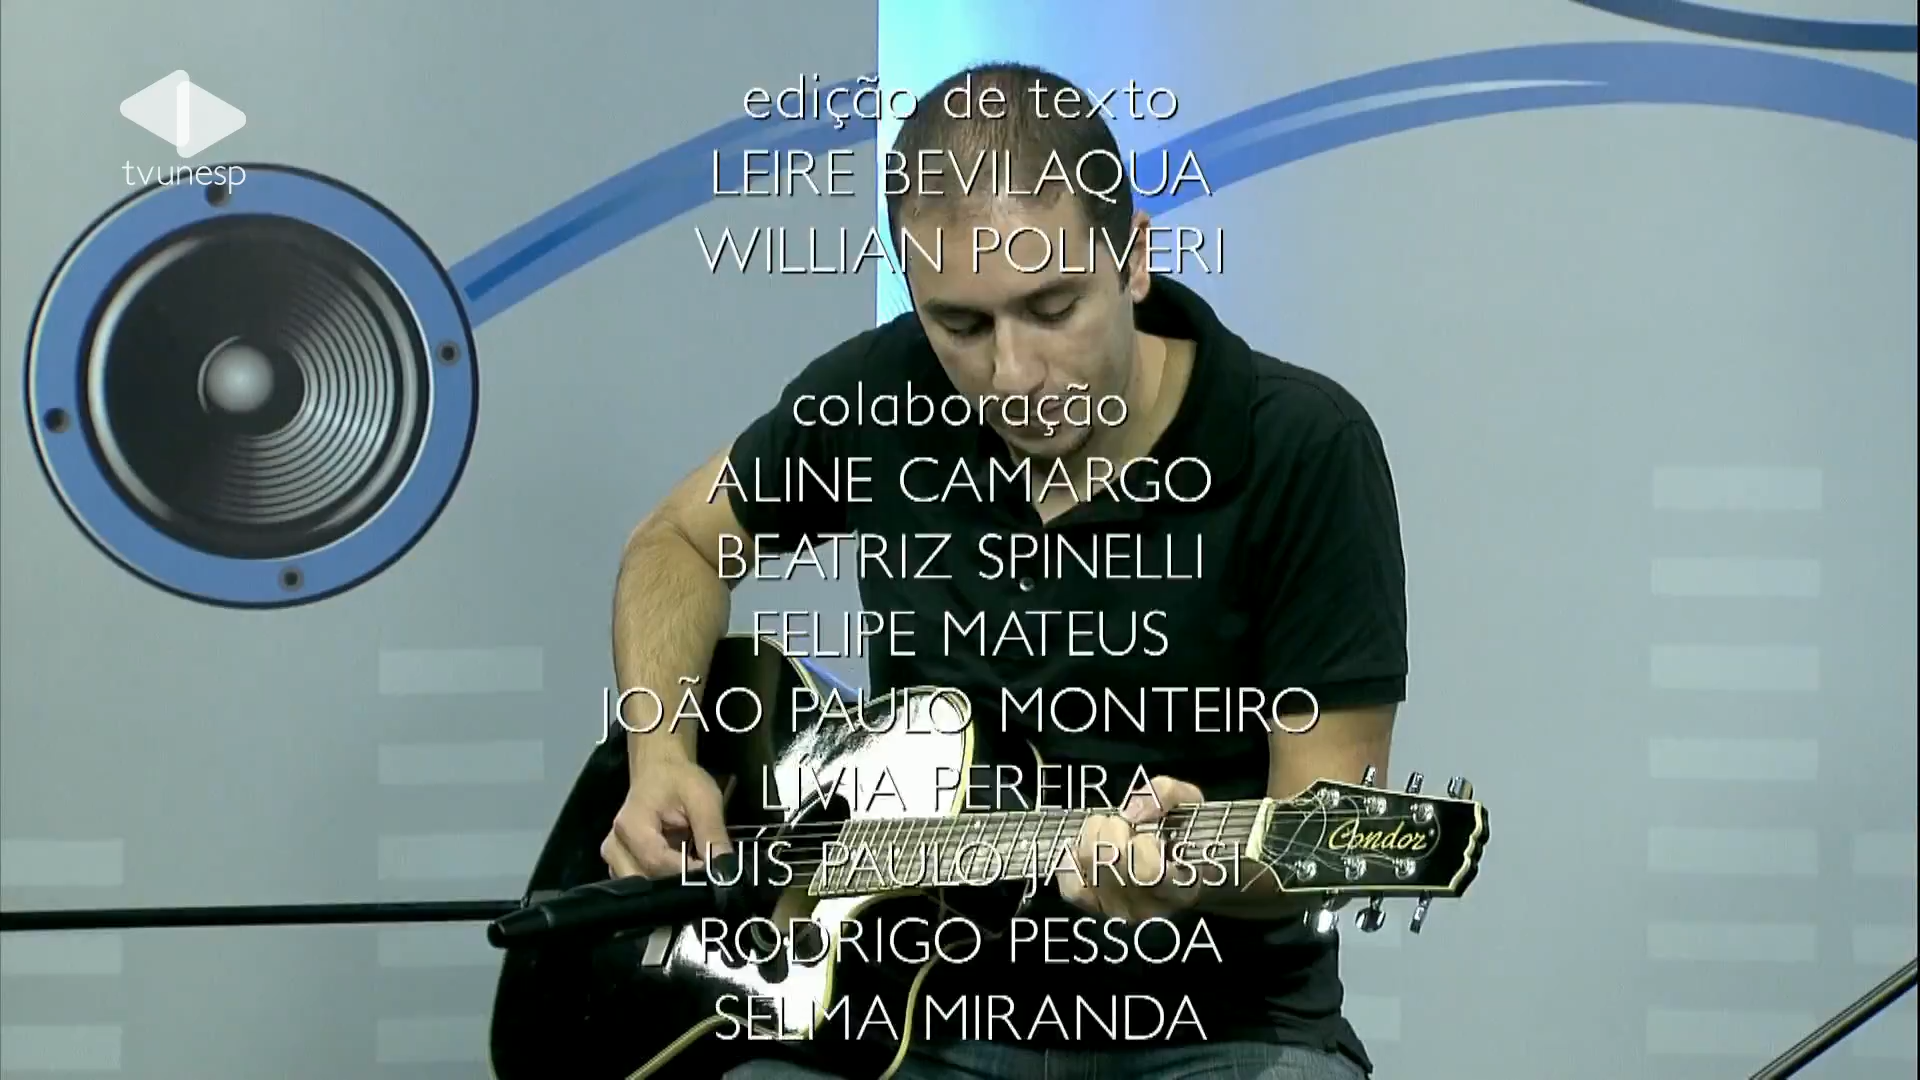 tvunesp
edição de texto
LEIRE BEVILAQUA
WILLIAN POLIVERI
colaboração
ALINE CAMARGO
BEATRIZ SPINELLI
FELIPE MATEUS
JOÃO PAULO MONTEIRO
LÍVIA PEREIRA
LUÍS PAULO JARUSSI
Condor
RODRIGO PESSOA
SELMA MIRANDA